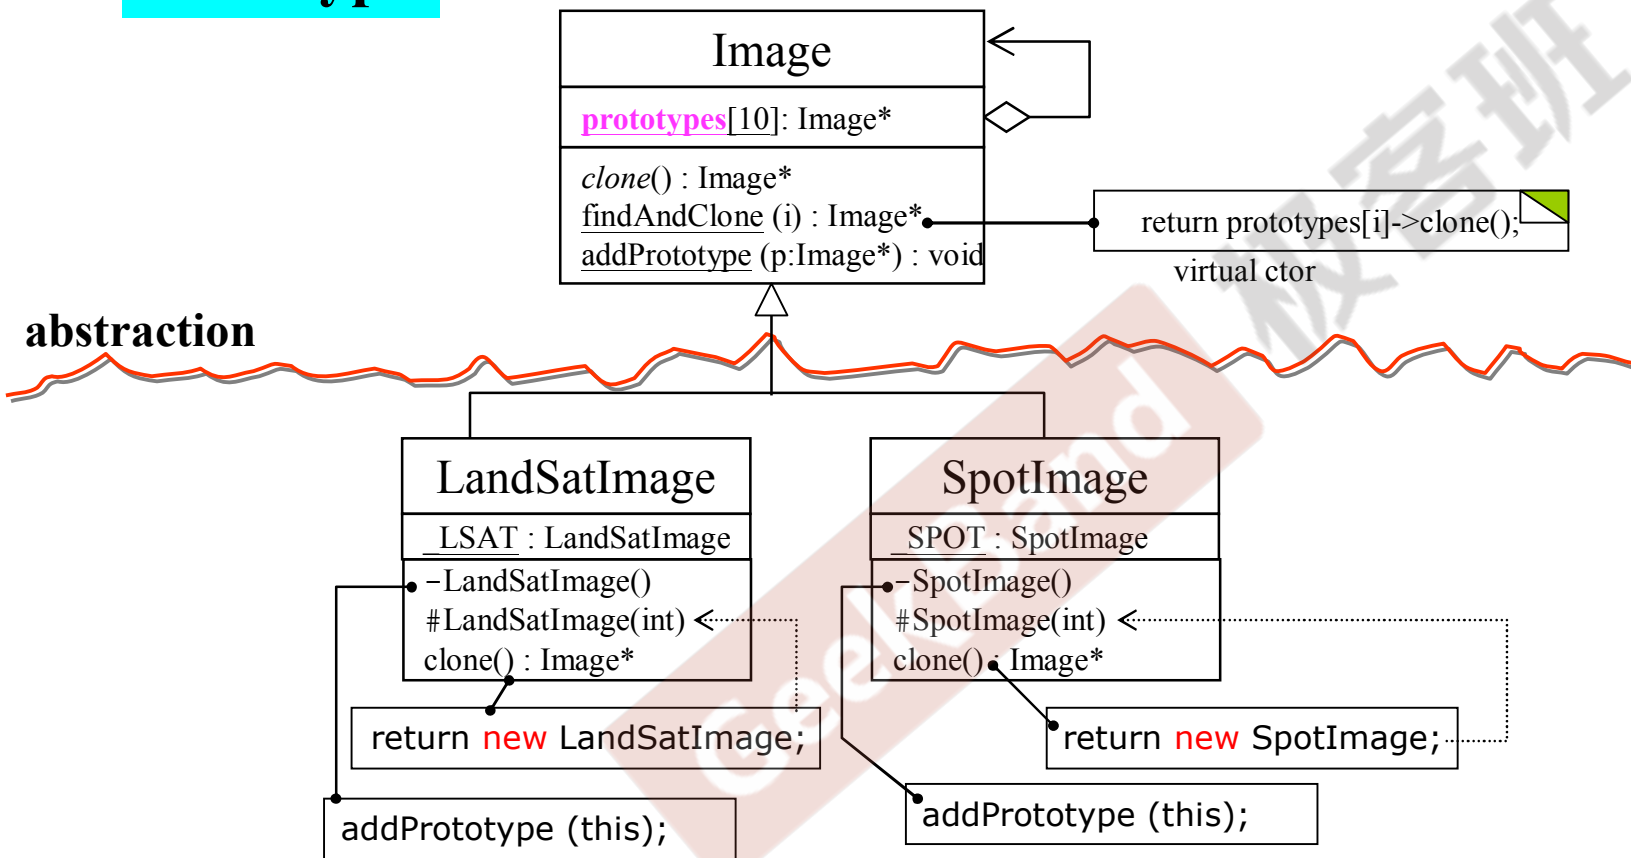 Image
prototypes[10]: Image*
clone() : Image*
findAndClone (i) : Image*
addPrototype (p:Image*) : void
return prototypes[i]->clone();
virtual ctor
abstraction
LandSatImage
_LSAT : LandSatImage
-LandSatImage()
#LandSatImage(int)
clone() : Image*
return new LandSatImage;
addPrototype (this);
SpotImage
_SPOT : SpotImage
-SpotImage()
#SpotImage(int)
clone() : Image*
return new SpotImage;
addPrototype (this);
GeekBand
极客班